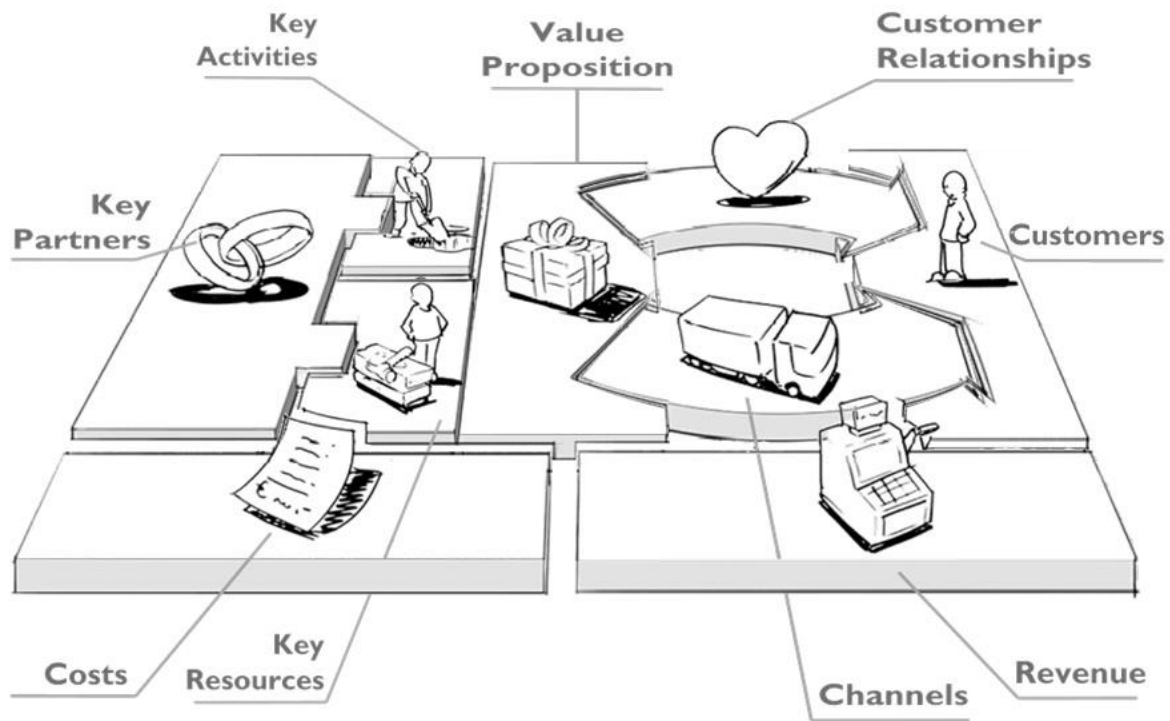 Key
Activities
Value
Proposition
Customer
Relationships
Key
Partners
Customers
Costs
Key
Resources
Channels
Revenue